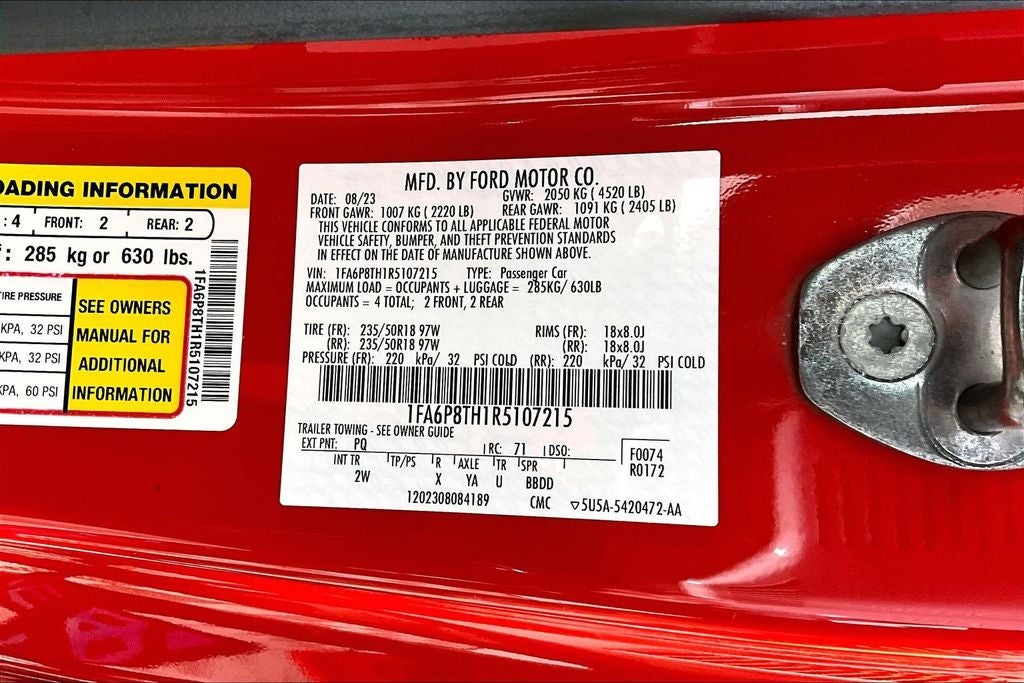 OADING INFORMATION
: 4 FRONT: 2 REAR: 2
: 285 kg or 630 lbs.
TIRE PRESSURE
KPA, 32 PSI
KPA, 32 PSI
KPA, 60 PSI
SEE OWNERS
MANUAL FOR
ADDITIONAL
INFORMATION
1FA6P8TH1R5107215
MFD. BY FORD MOTOR CO.
DATE: 08/23 GVWR: 2050 KG ( 4520 LB)
FRONT GAWR: 1007 KG ( 2220 LB) REAR GAWR: 1091 KG ( 2405 LB)
THIS VEHICLE CONFORMS TO ALL APPLICABLE FEDERAL MOTOR
VEHICLE SAFETY, BUMPER, AND THEFT PREVENTION STANDARDS
IN EFFECT ON THE DATE OF MANUFACTURE SHOWN ABOVE.
VIN: 1FA6P8TH1R5107215 TYPE: Passenger Car
MAXIMUM LOAD = OCCUPANTS + LUGGAGE = 285KG/ 630LB
OCCUPANTS = 4 TOTAL; 2 FRONT, 2 REAR
TIRE (FR): 235/50R18 97W RIMS (FR): 18x8.0J
(RR): 235/50R18 97W (RR): 18x8.0J
PRESSURE (FR): 220 kPa/ 32 PSI COLD (RR): 220 kPa/ 32 PSI COLD
1FA6P8TH1R5107215
TRAILER TOWING - SEE OWNER GUIDE
EXT PNT: PQ RC: 71 DSO:
F0074
R0172
INT TR TP/PS R AXLE TR SPR
2W X YA U BBDD
1202308084189 CMC ▽5U5A-5420472-AA